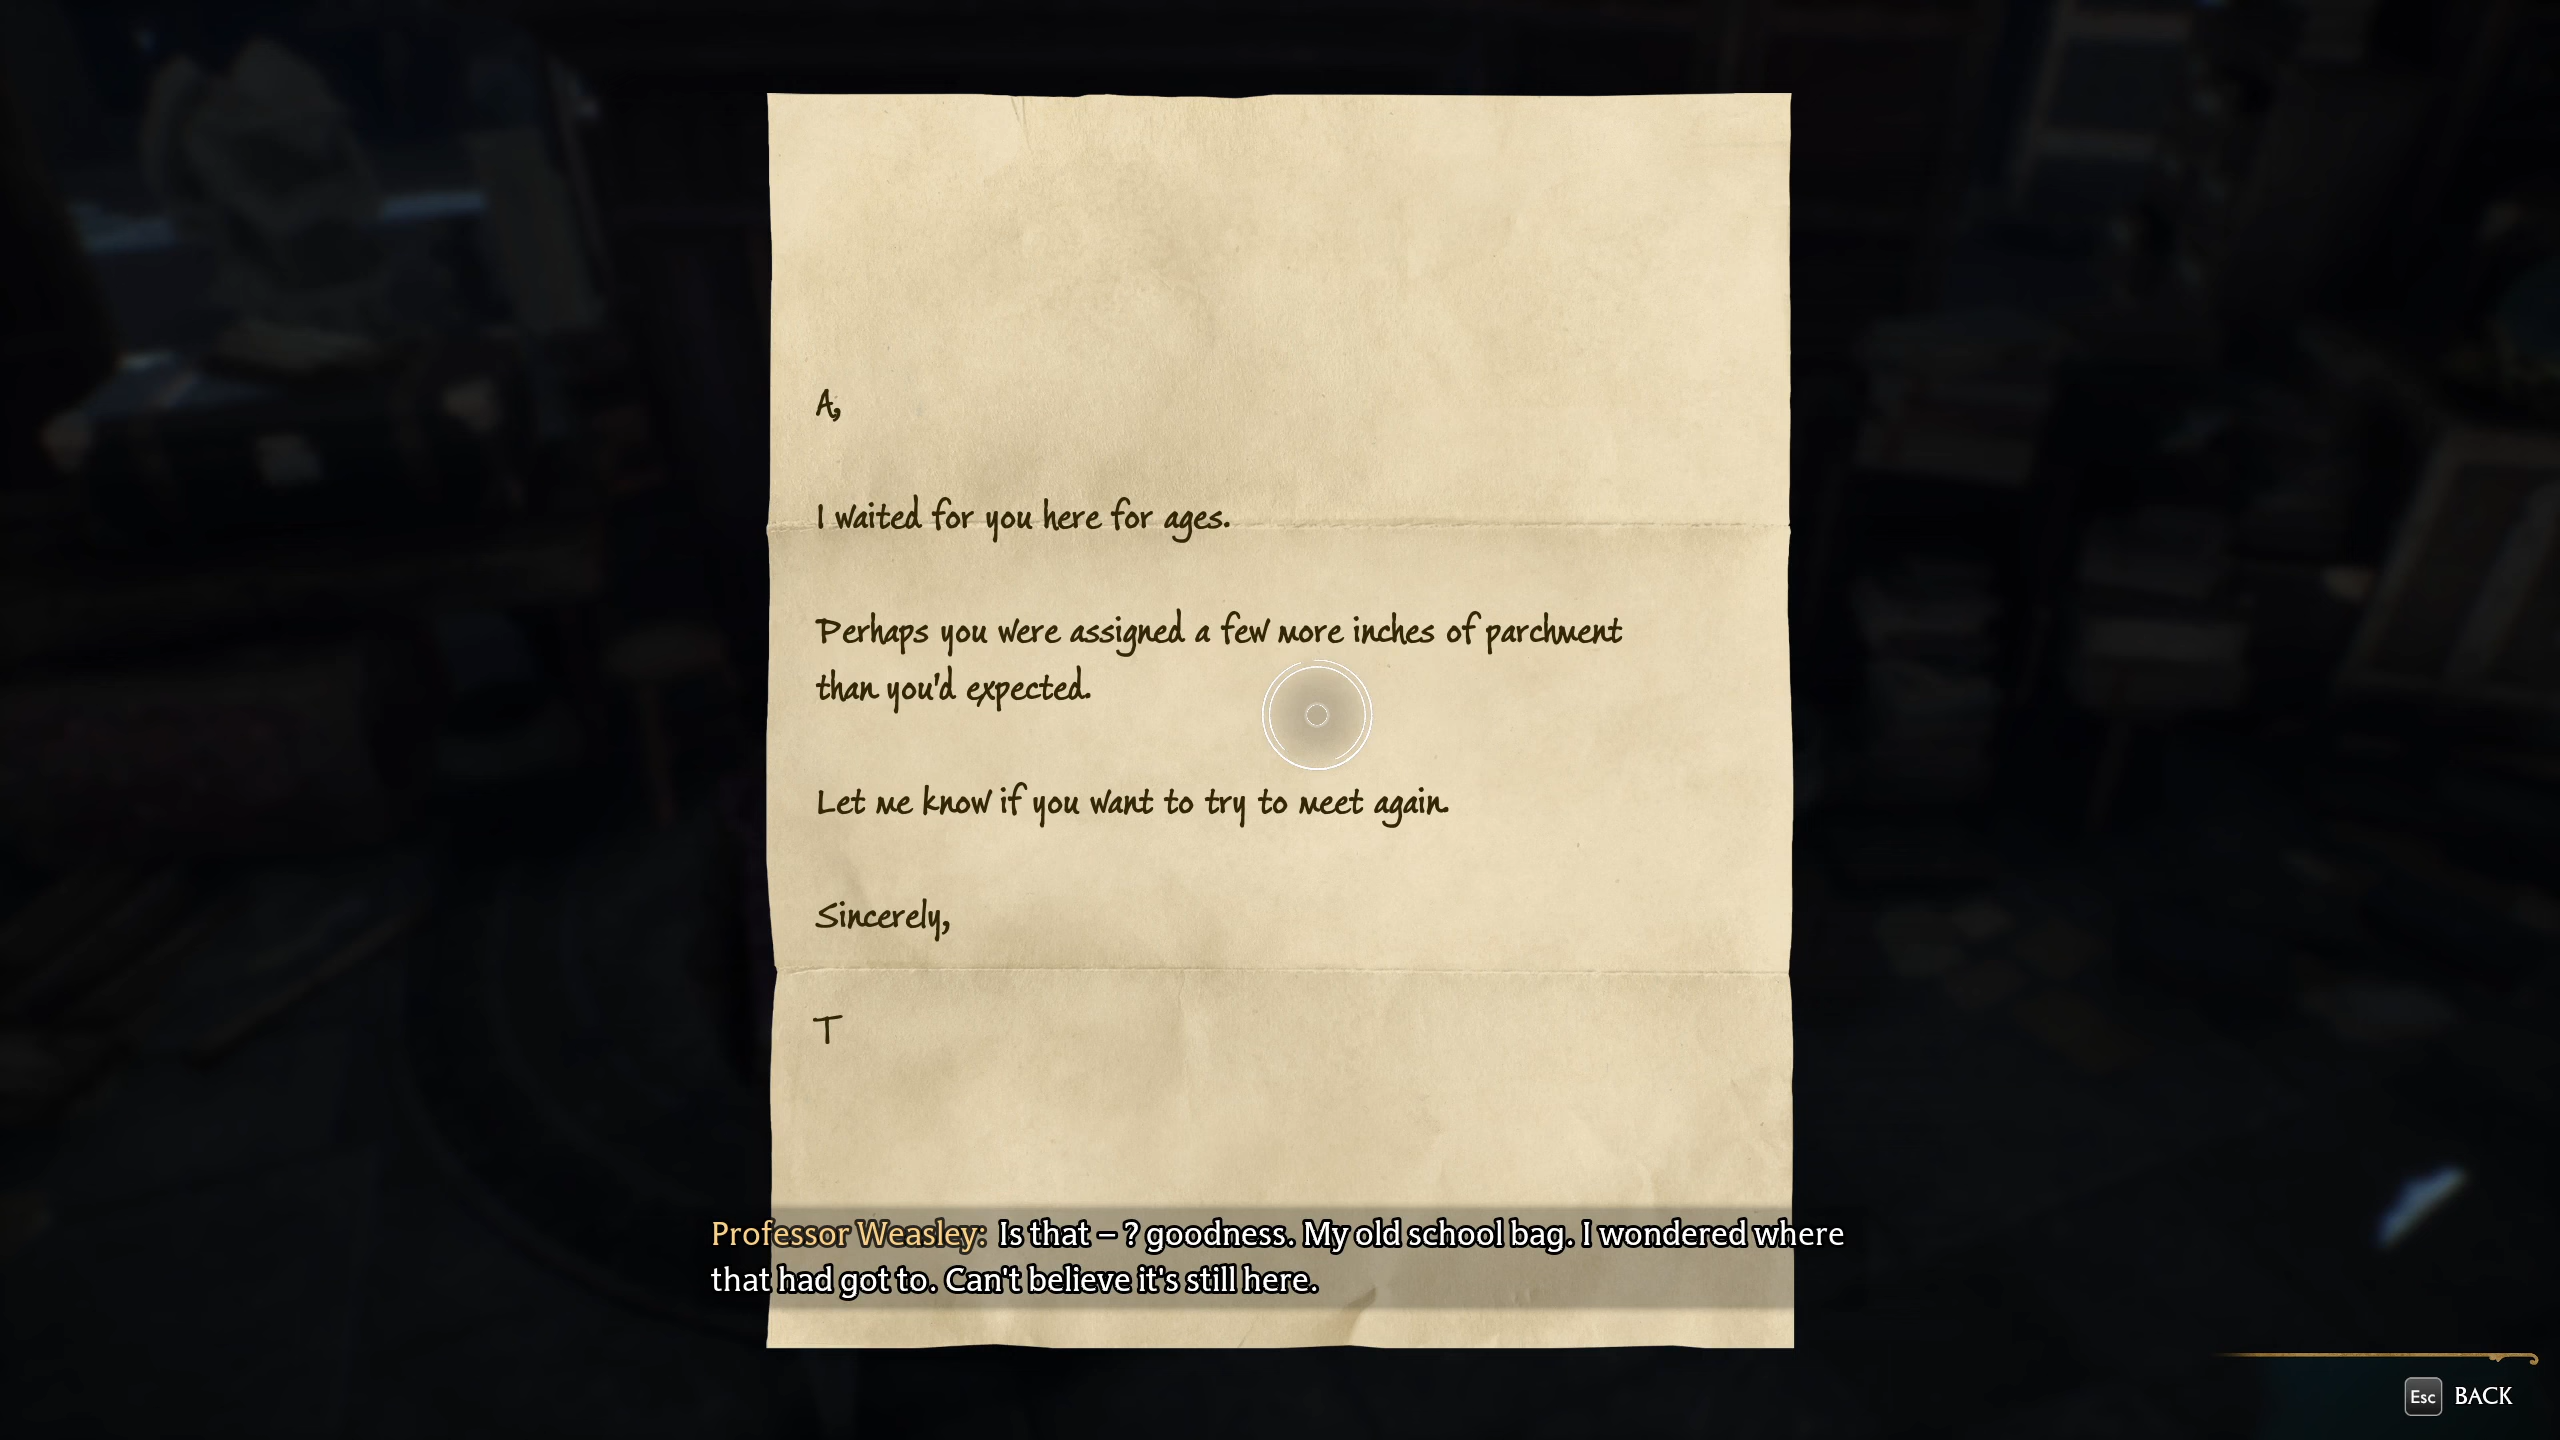 A,
I waited for you here for ages.
Perhaps you were assigned a few more inches of parchment
than you'd expected.
Let me know if you want to try to meet again.
Sincerely,
T
Professor Weasley: Is that – ? goodness. My old school bag. I wondered where
that had got to. Can't believe it's still here.
Esc BACK